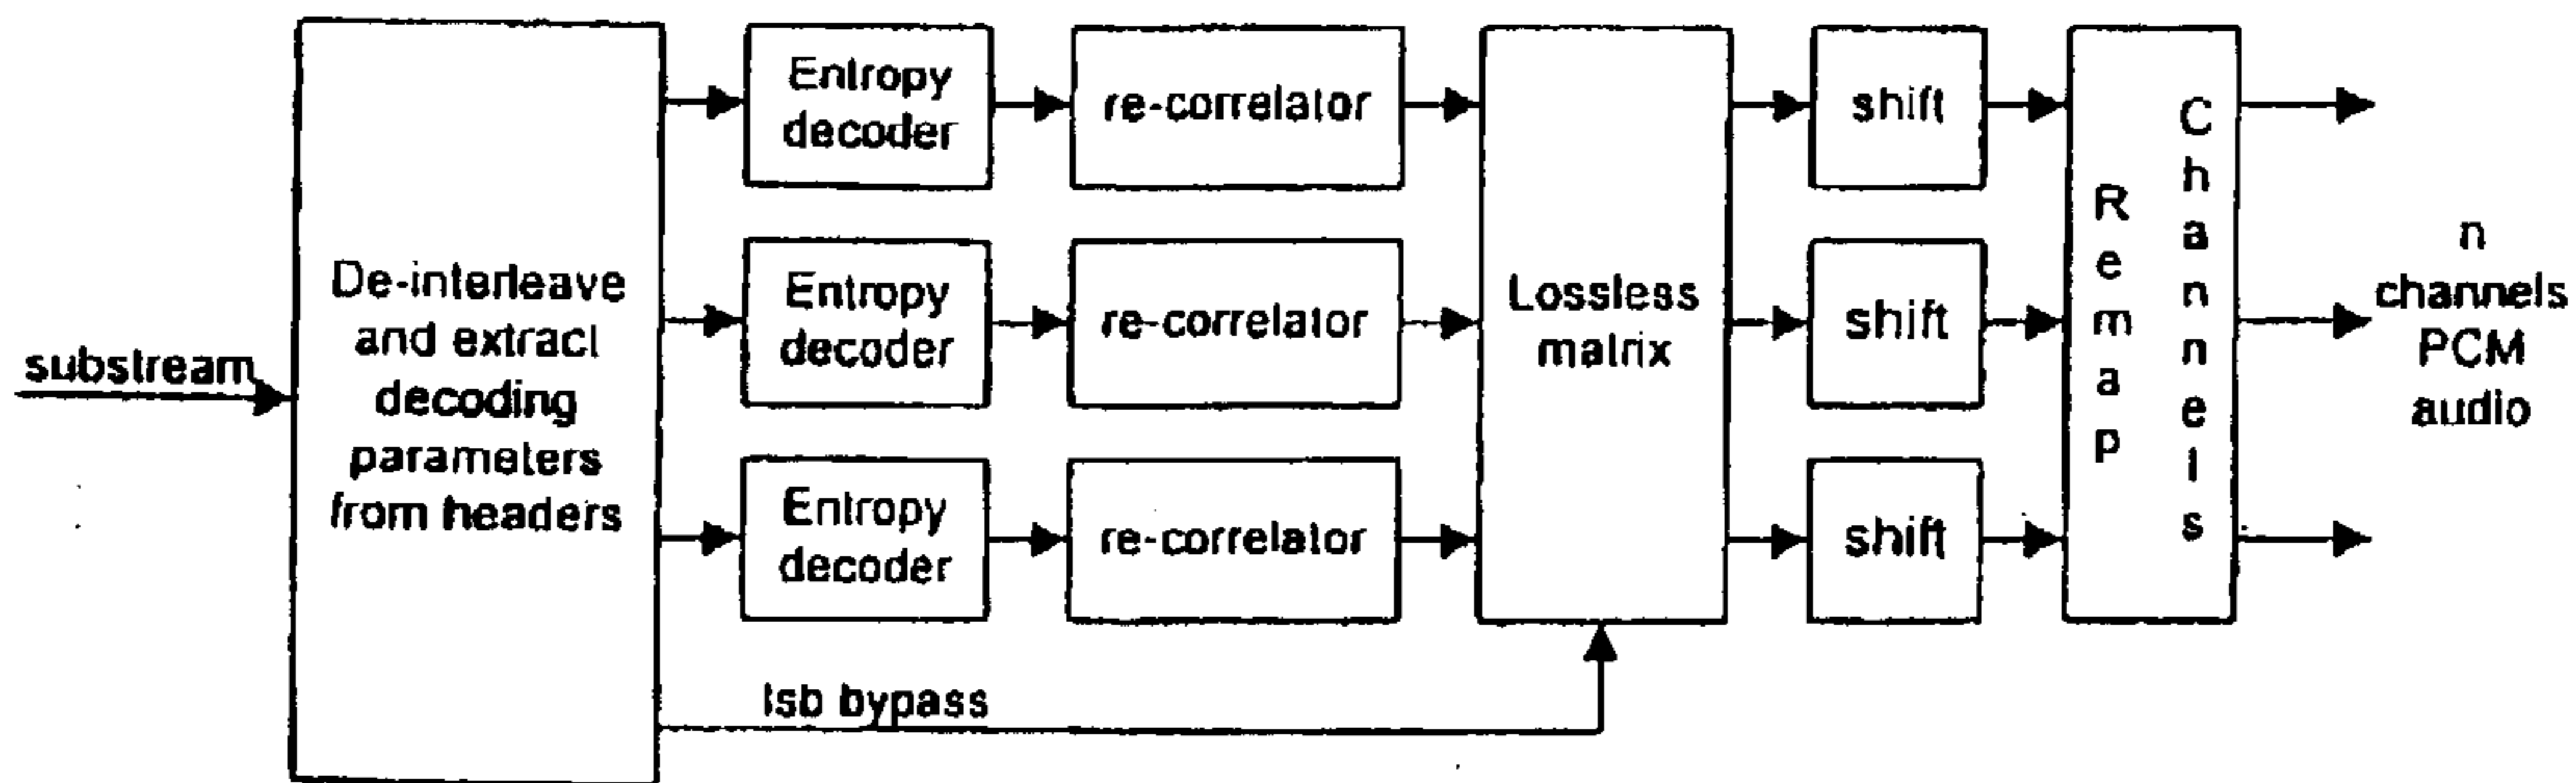 substream
De-interleave
and extract
decoding
parameters
from headers
Entropy
decoder
re-correlator
Entropy
decoder
re-correlator
Entropy
decoder
re-correlator
lsb bypass
Lossless
matrix
shift
shift
shift
Remap
Channels
n
channels
PCM
audio